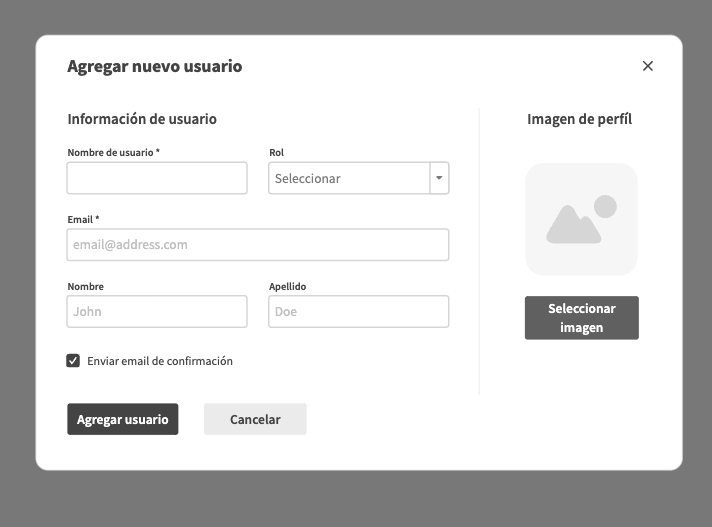 Agregar nuevo usuario
Información de usuario
Nombre de usuario *
Rol
Seleccionar
Email *
email@address.com
Nombre
Apellido
John
Doe
Enviar email de confirmación
Agregar usuario
Cancelar
Imagen de perfíl
Seleccionar
imagen